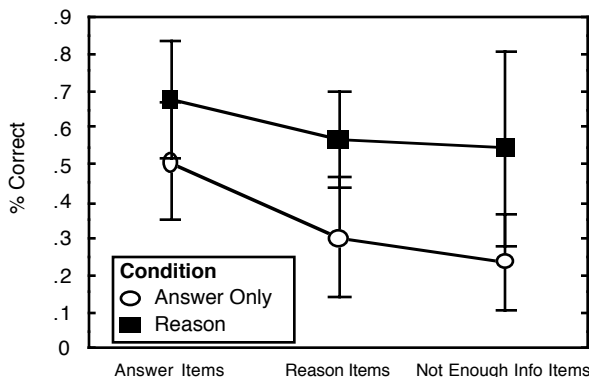 .9
.8
.7
.6
.5
.4
.3
.2
.1
0
% Correct
Condition
Answer Only
Reason
Answer Items
Reason Items
Not Enough Info Items